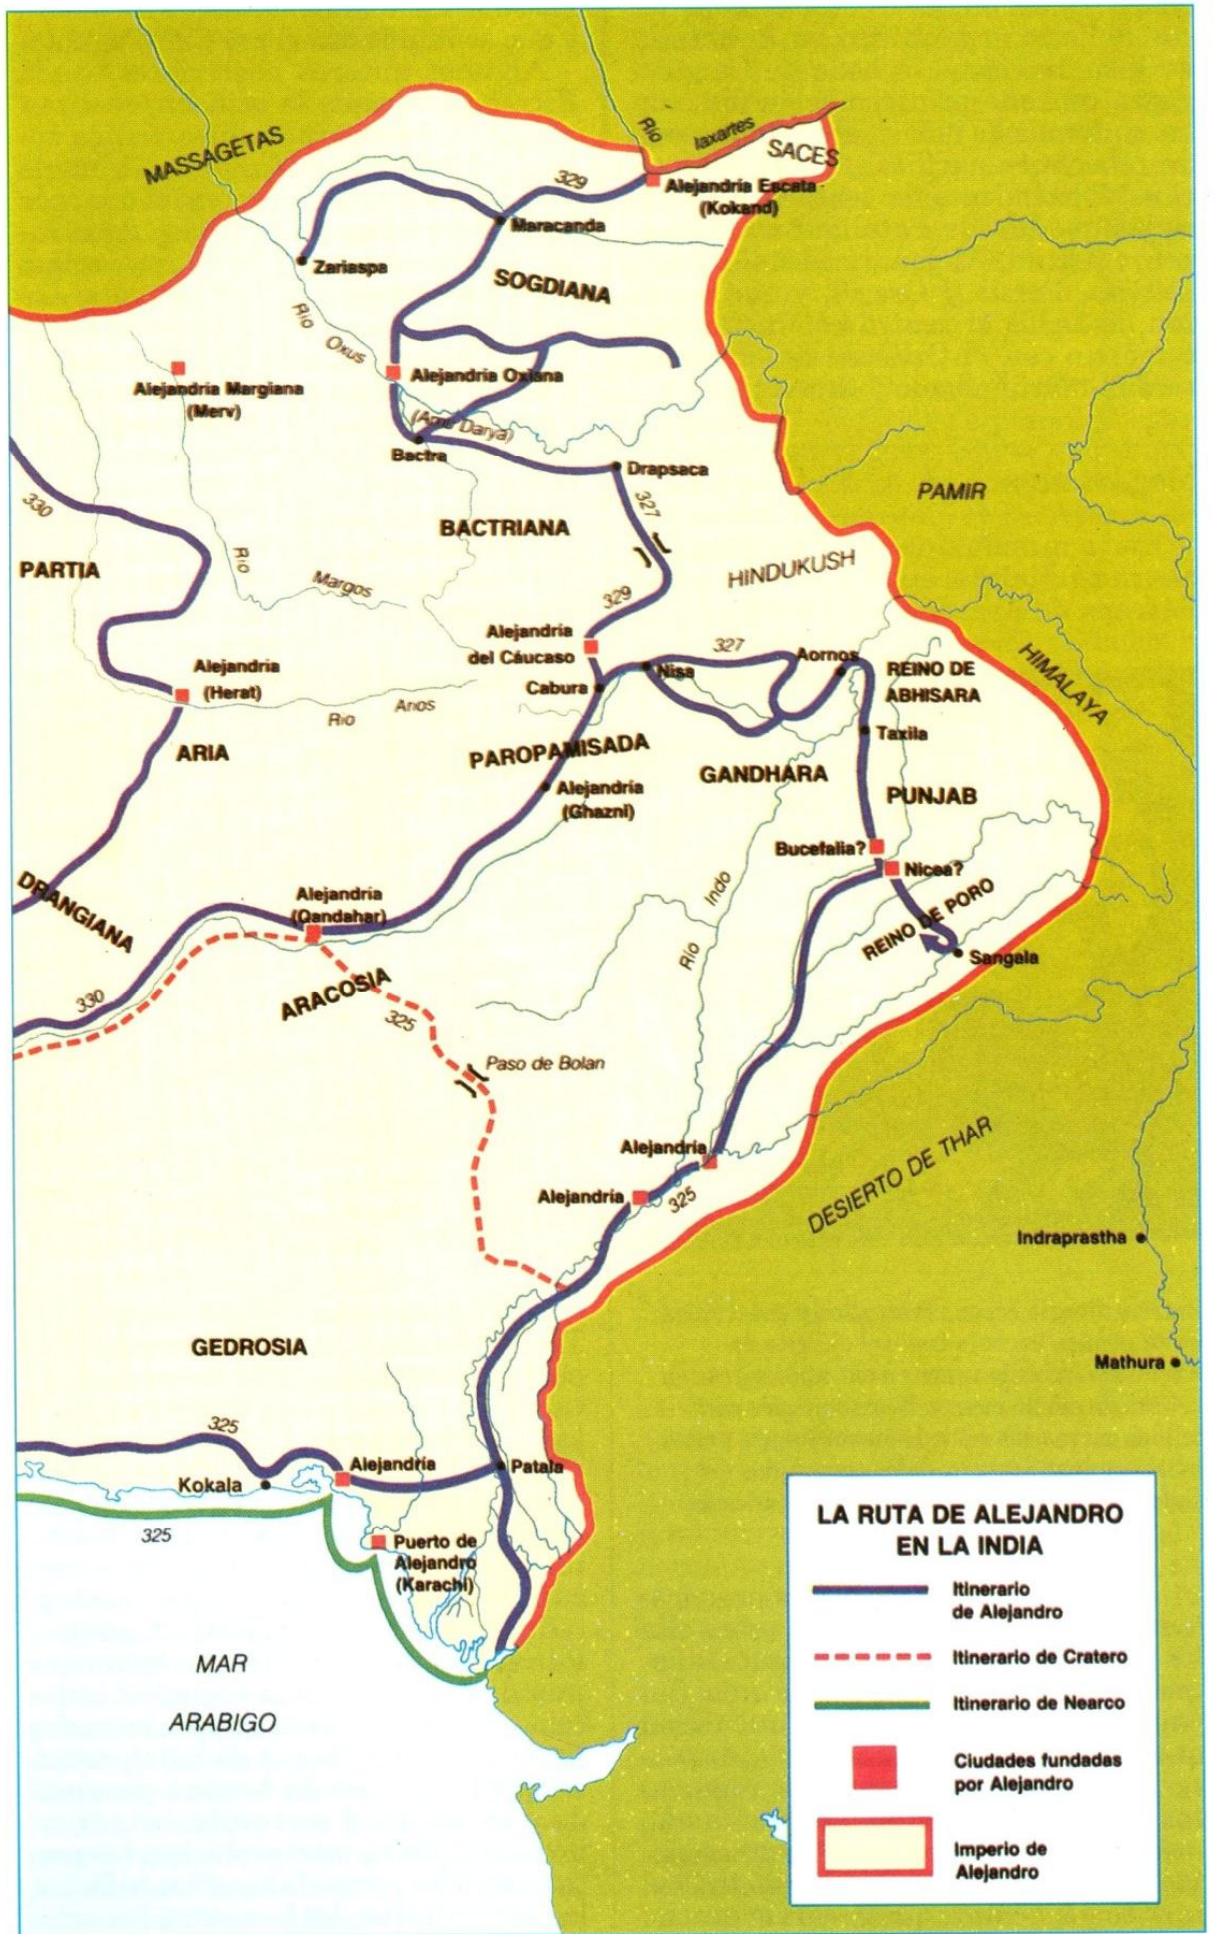 MASSAGETAS
Río
Iaxartes
SACES
329
Alejandría Escata
(Kokand)
Maracanda
Zariaspa
SOGDIANA
Río
Oxus
Alejandría Oxiana
Alejandría Margiana
(Merv)
(Amu Darya)
Bactra
Drapsaca
330
327
PAMIR
BACTRIANA
PARTIA
Río
Margos
HINDUKUSH
329
Alejandría
del Cáucaso
327
Aornos
HIMALAYA
Alejandría
(Herat)
Nisa
REINO DE
ABHISARA
Cabura
Río
Arios
Taxila
ARIA
PAROPAMISADA
GANDHARA
Alejandría
(Ghazni)
PUNJAB
Bucefalia?
Nicea?
DRANGIANA
Alejandría
(Qandahar)
Indo
Río
REINO DE PORO
Sangala
330
ARACOSIA
325
Paso de Bolan
Alejandría
DESIERTO DE THAR
Alejandría
325
Indraprastha
GEDROSIA
Mathura
325
Alejandría
Patala
Kokala
325
Puerto de
Alejandro
(Karachi)
MAR
ARABIGO
LA RUTA DE ALEJANDRO
EN LA INDIA
Itinerario
de Alejandro
Itinerario de Cratero
Itinerario de Nearco
Ciudades fundadas
por Alejandro
Imperio de
Alejandro